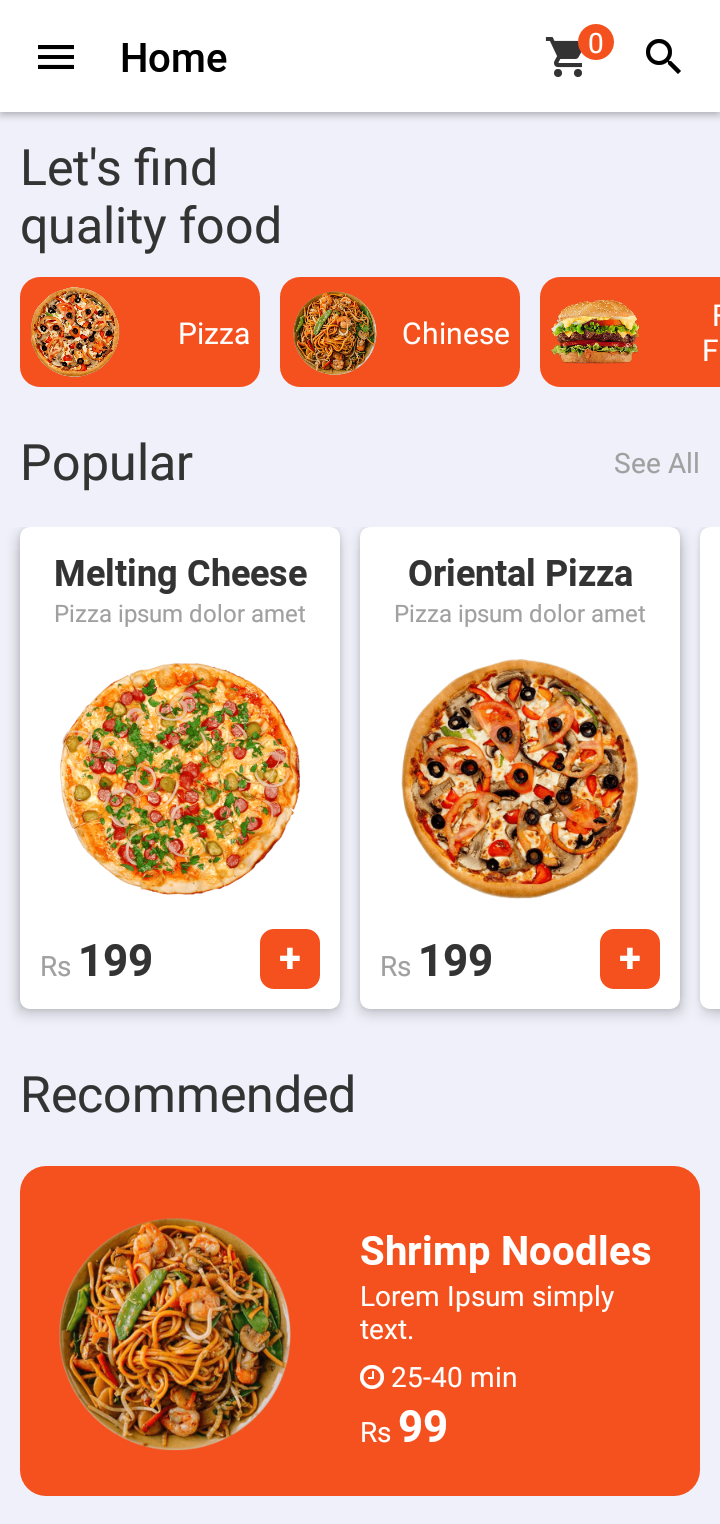 Home
0
Let's find
quality food
Pizza
Chinese
Popular
See All
Melting Cheese
Pizza ipsum dolor amet
Oriental Pizza
Pizza ipsum dolor amet
Rs 199
+
Rs 199
+
Recommended
Shrimp Noodles
Lorem Ipsum simply
text.
25-40 min
Rs 99